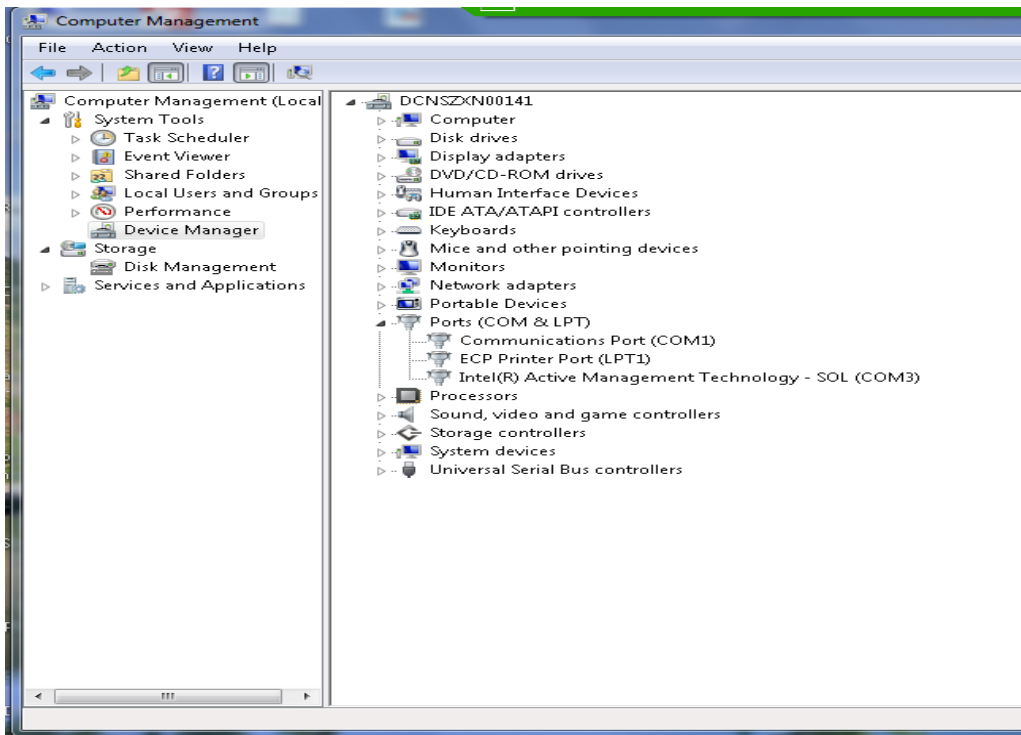 Computer Management
File Action View Help
Computer Management (Local
System Tools
Task Scheduler
Event Viewer
Shared Folders
Local Users and Groups
Performance
Device Manager
Storage
Disk Management
Services and Applications
DCNSZXN00141
Computer
Disk drives
Display adapters
DVD/CD-ROM drives
Human Interface Devices
IDE ATA/ATAPI controllers
Keyboards
Mice and other pointing devices
Monitors
Network adapters
Portable Devices
Ports (COM & LPT)
Communications Port (COM1)
ECP Printer Port (LPT1)
Intel(R) Active Management Technology - SOL (COM3)
Processors
Sound, video and game controllers
Storage controllers
System devices
Universal Serial Bus controllers